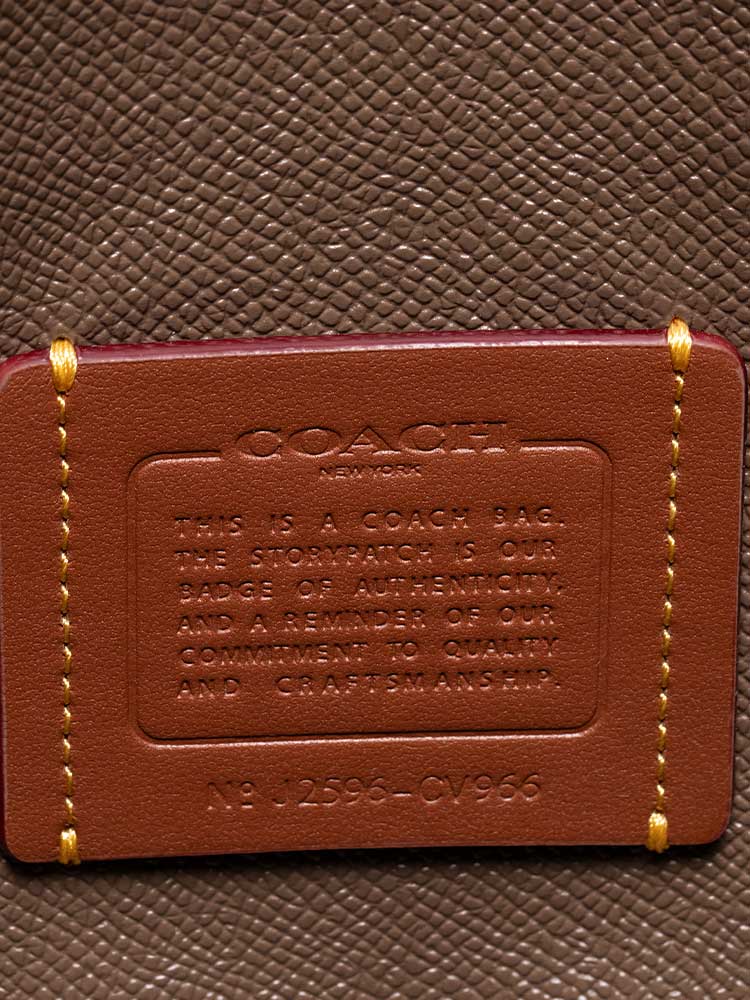 COACH
NEW YORK
THIS IS A COACH BAG.
THE STORYPATCH IS OUR
BADGE OF AUTHENTICITY,
AND A REMINDER OF OUR
COMMITMENT TO QUALITY
AND CRAFTSMANSHIP.
Nº J2596-CV966